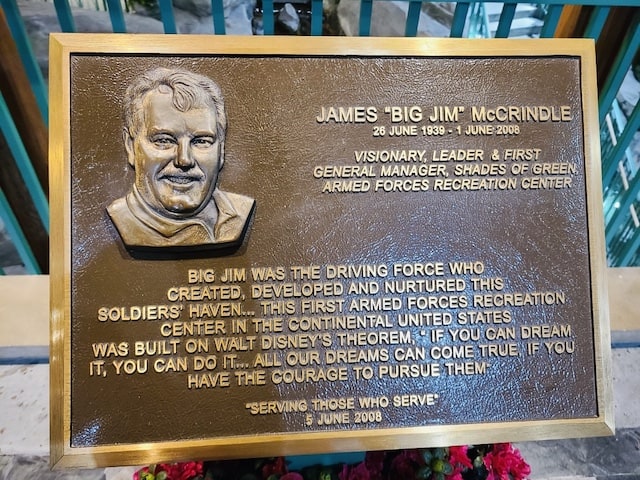 JAMES "BIG JIM" McCRINDLE
26 JUNE 1939 - 1 JUNE 2008
VISIONARY, LEADER & FIRST
GENERAL MANAGER, SHADES OF GREEN
ARMED FORCES RECREATION CENTER
BIG JIM WAS THE DRIVING FORCE WHO
CREATED, DEVELOPED AND NURTURED THIS
SOLDIERS' HAVEN... THIS FIRST ARMED FORCES RECREATION
CENTER IN THE CONTINENTAL UNITED STATES
WAS BUILT ON WALT DISNEY'S THEOREM, " IF YOU CAN DREAM
IT, YOU CAN DO IT... ALL OUR DREAMS CAN COME TRUE, IF YOU
HAVE THE COURAGE TO PURSUE THEM"
"SERVING THOSE WHO SERVE"
5 JUNE 2008